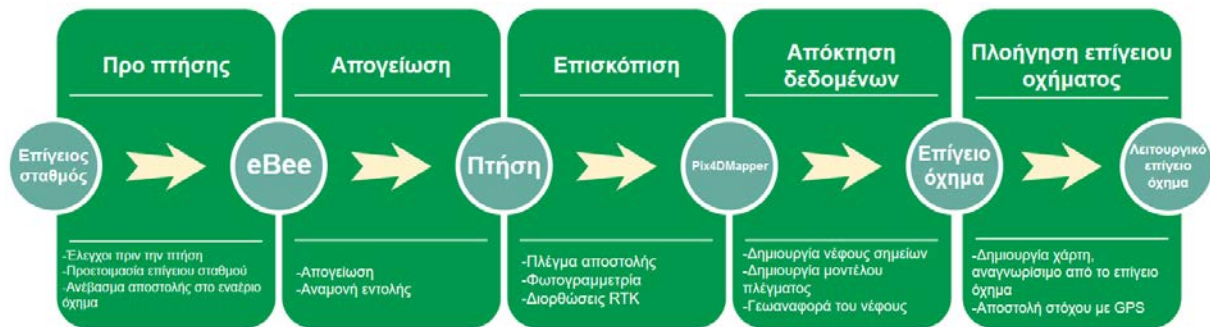 Προ πτήσης
Απογείωση
Επισκόπιση
Απόκτηση
δεδομένων
Πλοήγηση επίγειου
οχήματος
Επίγειος
σταθμός
eBee
Πτήση
Pix4DMapper
Επίγειο
όχημα
Λειτουργικό
επίγειο
όχημα
-Έλεγχοι πριν την πτήση
-Προετοιμασία επίγειου σταθμού
-Ανέβασμα αποστολής στο εναέριο
όχημα
-Απογείωση
-Αναμονή εντολής
-Πλέγμα αποστολής
-Φωτογραμμετρία
-Διορθώσεις RTK
-Δημιουργία νέφους σημείων
-Δημιουργία μοντέλου
πλέγματος
-Γεωαναφορά του νέφους
-Δημιουργία χάρτη,
αναγνωρίσιμο από το επίγειο
όχημα
-Αποστολή στόχου με GPS